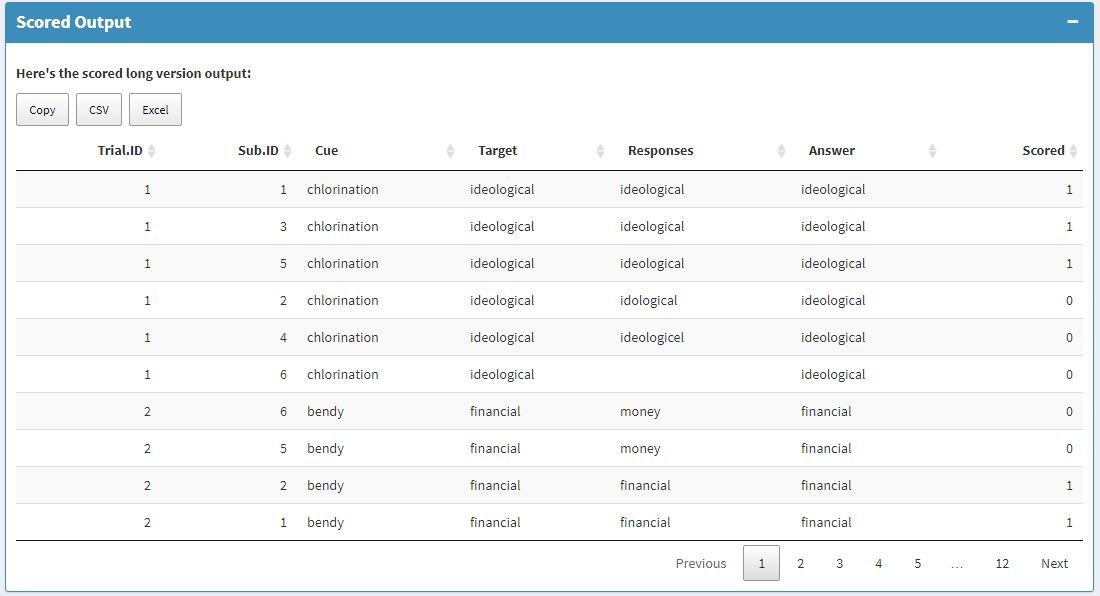 Scored Output
Here's the scored long version output:
Copy CSV Excel
Trial.ID Sub.ID Cue Target Responses Answer Scored
1 1 chlorination ideological ideological ideological 1
1 3 chlorination ideological ideological ideological 1
1 5 chlorination ideological ideological ideological 1
1 2 chlorination ideological idological ideological 0
1 4 chlorination ideological ideologicel ideological 0
1 6 chlorination ideological ideological 0
2 6 bendy financial money financial 0
2 5 bendy financial money financial 0
2 2 bendy financial financial financial 1
2 1 bendy financial financial financial 1
Previous 1 2 3 4 5 … 12 Next